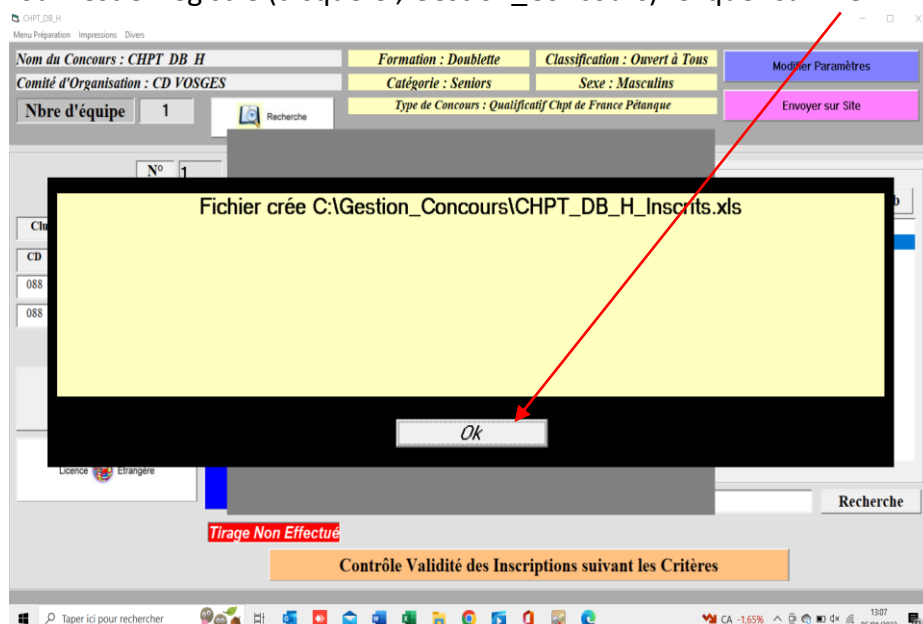 CHPT_DB_H
Menu Préparation Impressions Divers
Nom du Concours : CHPT DB H
Formation : Doublette
Classification : Ouvert à Tous
Modifier Paramètres
Comité d'Organisation : CD VOSGES
Catégorie : Seniors
Sexe : Masculins
Nbre d'équipe 1
Recherche
Type de Concours : Qualificatif Chpt de France Pétanque
Envoyer sur Site
N° 1
Fichier crée C:\Gestion_Concours\CHPT_DB_H_Inscrits.xls
b
Clu
CD
088
088
Ok
Licence Etrangère
Recherche
Tirage Non Effectué
Contrôle Validité des Inscriptions suivant les Critères
Taper ici pour rechercher
CA -1,65%
13:07